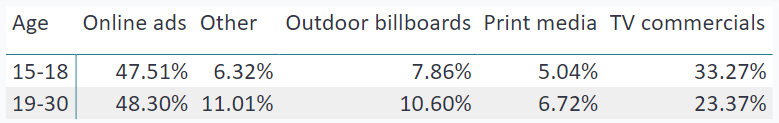 Age Online ads Other Outdoor billboards Print media TV commercials
15-18 47.51% 6.32% 7.86% 5.04% 33.27%
19-30 48.30% 11.01% 10.60% 6.72% 23.37%